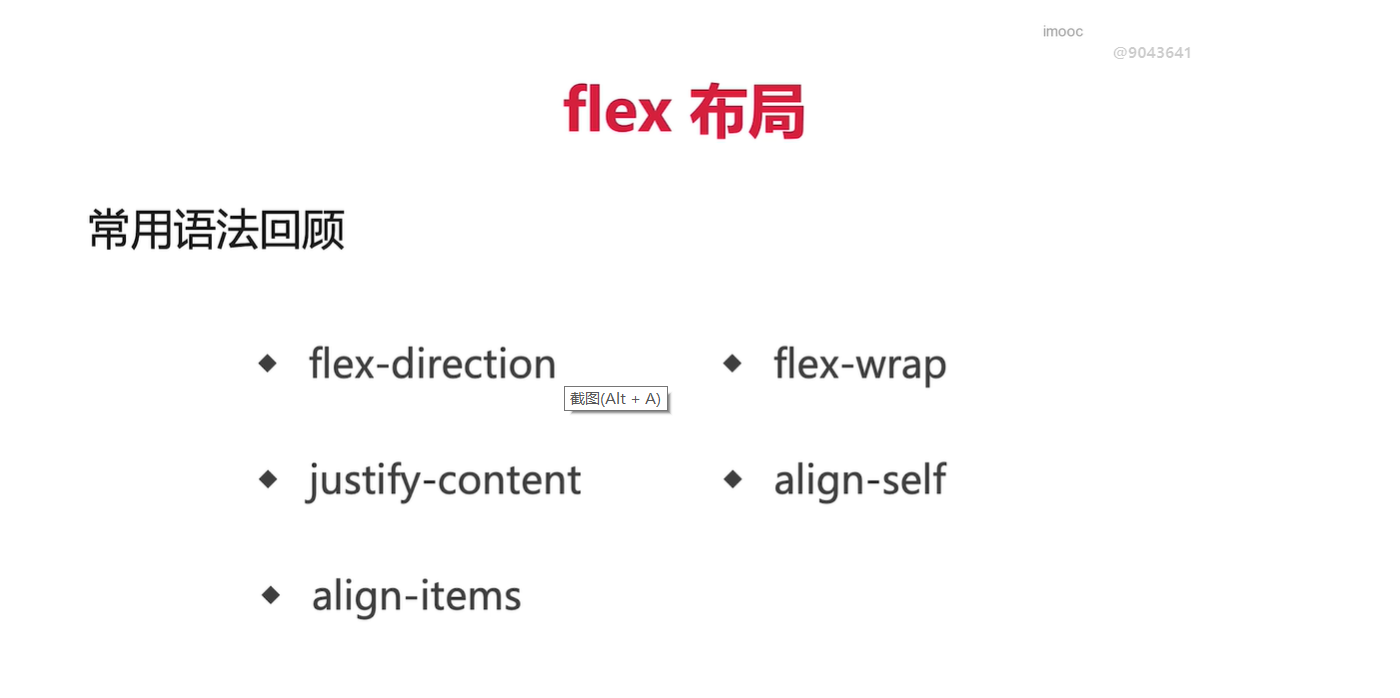 imooc
@9043641
flex 布局
常用语法回顾
◆ flex-direction
◆ flex-wrap
截图(Alt + A)
◆ justify-content
◆ align-self
◆ align-items